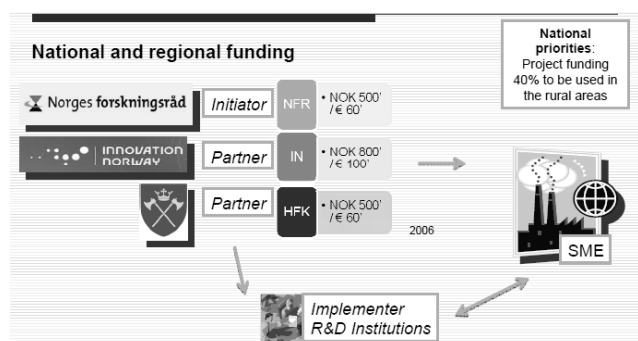 National and regional funding
National
priorities:
Project funding
40% to be used in
the rural areas
Norges forskningsråd
Initiator
NFR
• NOK 500'
/ € 60'
INNOVATION
NORWAY
Partner
IN
• NOK 800'
/ € 100'
Partner
HFK
• NOK 500'
/ € 60'
2006
SME
Implementer
R&D Institutions